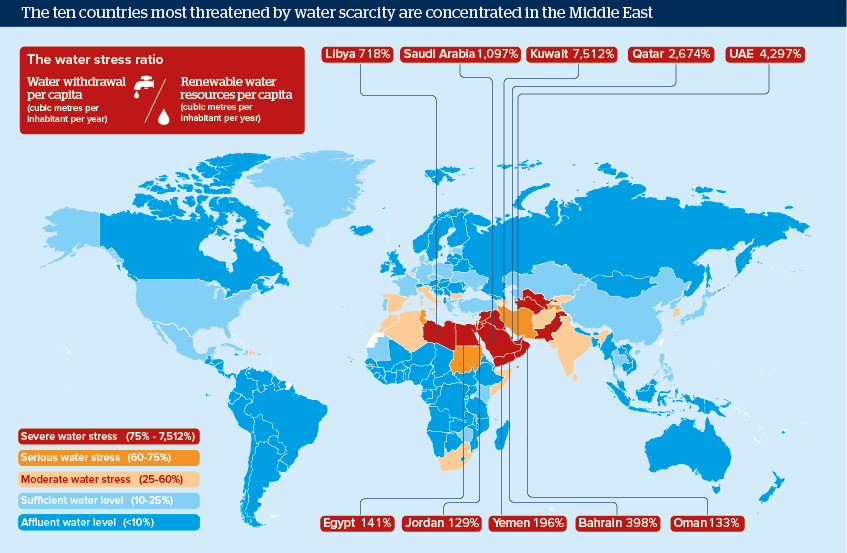 The ten countries most threatened by water scarcity are concentrated in the Middle East
The water stress ratio
Water withdrawal
per capita
(cubic metres per
inhabitant per year)
Renewable water
resources per capita
(cubic metres per
inhabitant per year)
Libya 718%
Saudi Arabia 1,097%
Kuwait 7,512%
Qatar 2,674%
UAE 4,297%
Severe water stress (75% - 7,512%)
Serious water stress (60-75%)
Moderate water stress (25-60%)
Sufficient water level (10-25%)
Affluent water level (<10%)
Egypt 141%
Jordan 129%
Yemen 196%
Bahrain 398%
Oman 133%